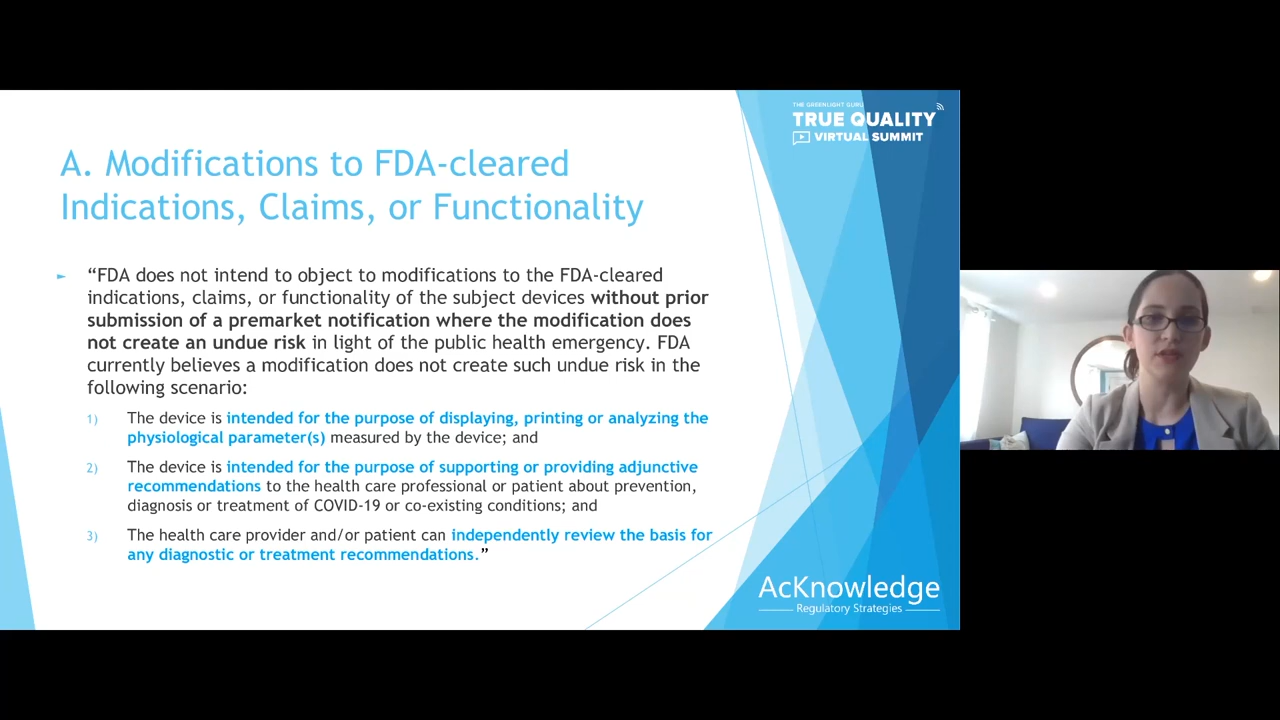 THE GREENLIGHT GURU
TRUE QUALITY
VIRTUAL SUMMIT
A. Modifications to FDA-cleared
Indications, Claims, or Functionality
“FDA does not intend to object to modifications to the FDA-cleared
indications, claims, or functionality of the subject devices without prior
submission of a premarket notification where the modification does
not create an undue risk in light of the public health emergency. FDA
currently believes a modification does not create such undue risk in the
following scenario:
1) The device is intended for the purpose of displaying, printing or analyzing the
physiological parameter(s) measured by the device; and
2) The device is intended for the purpose of supporting or providing adjunctive
recommendations to the health care professional or patient about prevention,
diagnosis or treatment of COVID-19 or co-existing conditions; and
3) The health care provider and/or patient can independently review the basis for
any diagnostic or treatment recommendations.”
AcKnowledge
Regulatory Strategies